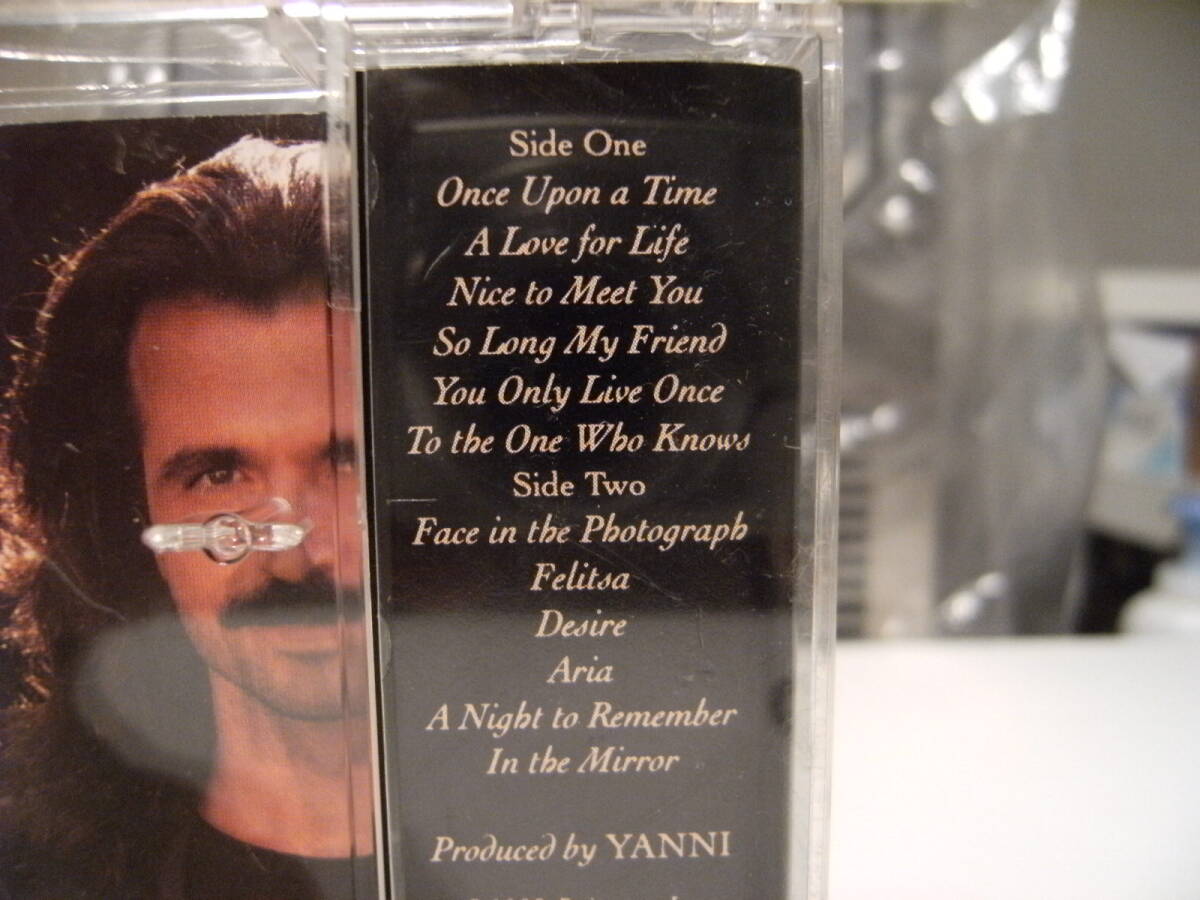 Side One
Once Upon a Time
A Love for Life
Nice to Meet You
So Long My Friend
You Only Live Once
To the One Who Knows
Side Two
Face in the Photograph
Felitsa
Desire
Aria
A Night to Remember
In the Mirror
Produced by YANNI